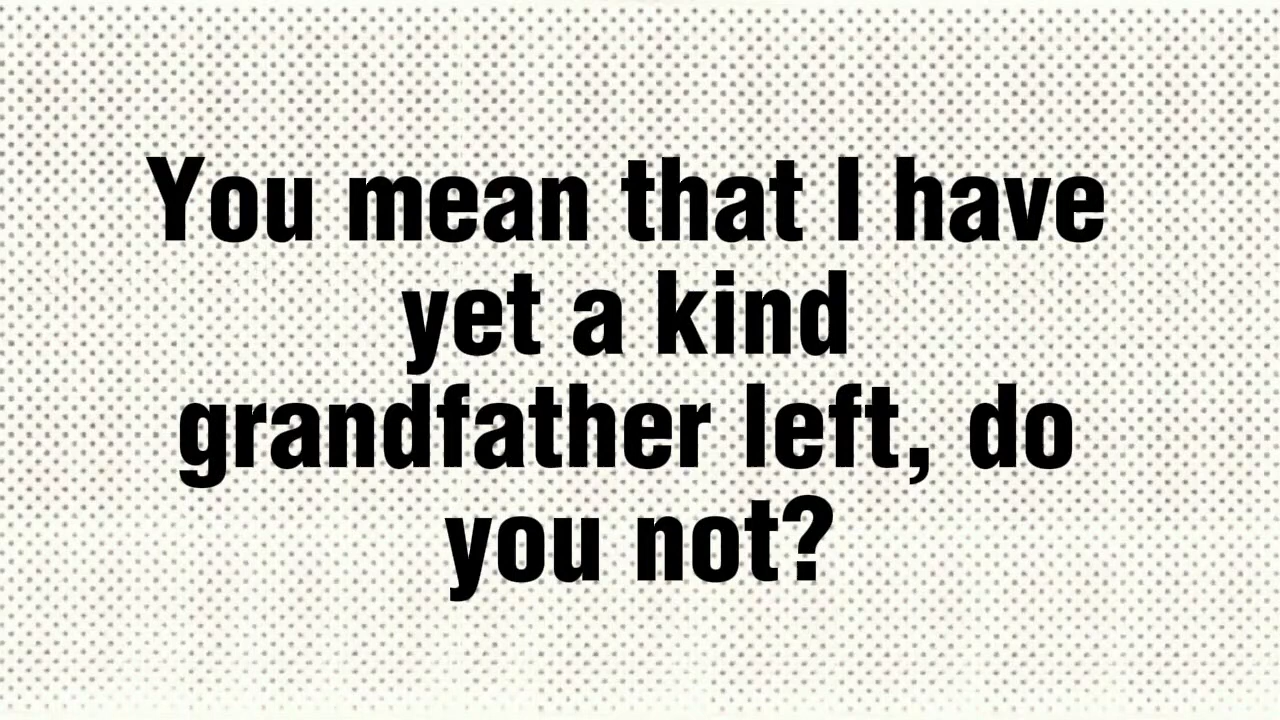 You mean that I have
yet a kind
grandfather left, do
you not?